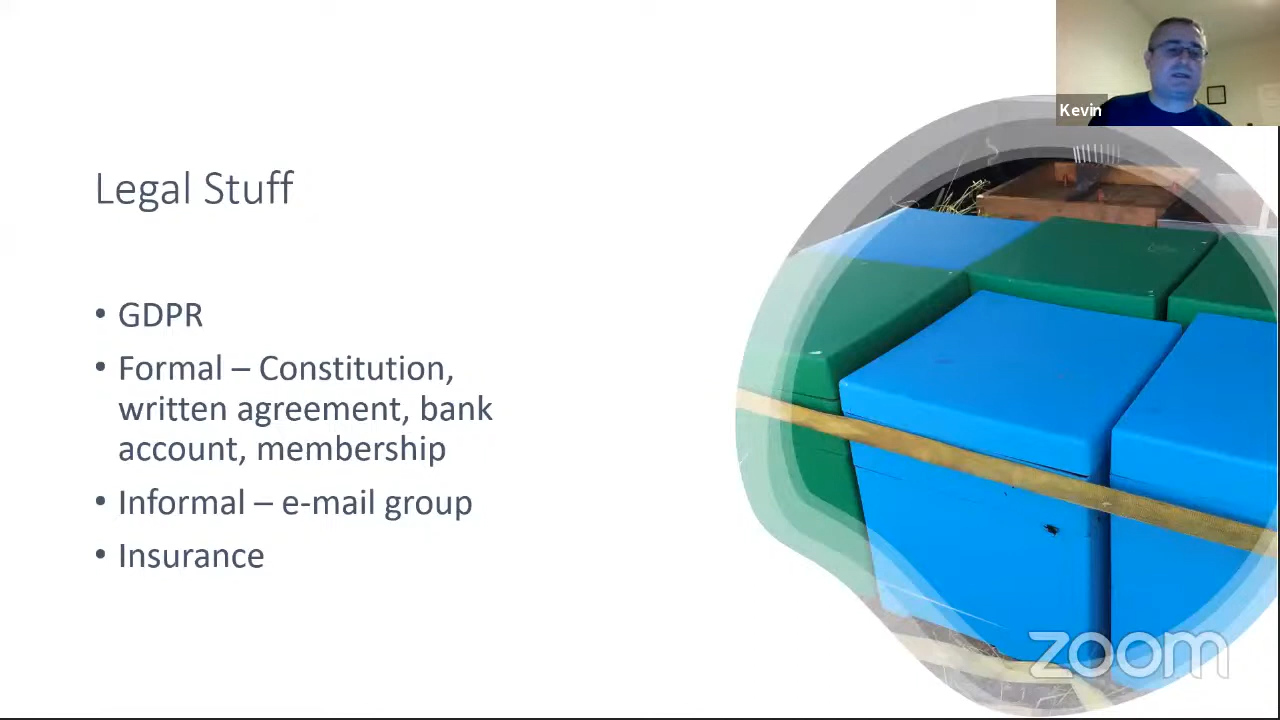 Kevin
Legal Stuff
• GDPR
• Formal – Constitution,
written agreement, bank
account, membership
• Informal – e-mail group
• Insurance
zoom